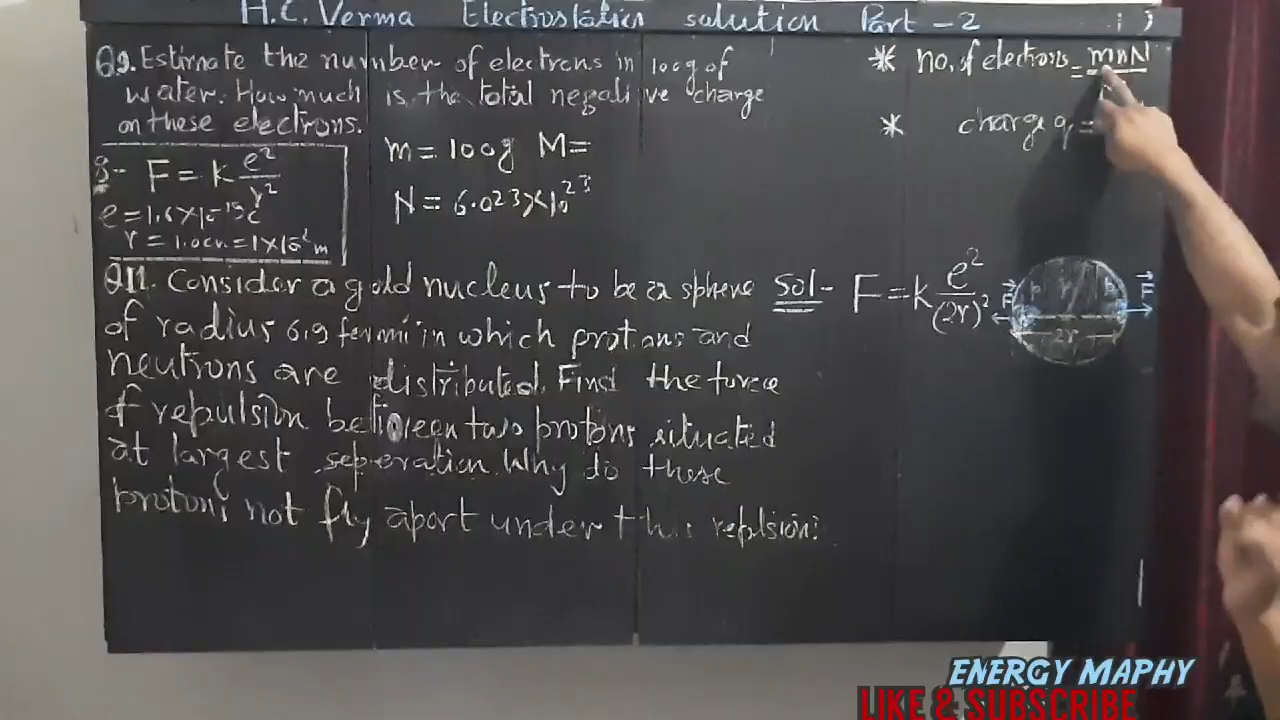 H.C. Verma Electrostatics solution Part - 2
Q9. Estimate the number of electrons in 100g of
water. How much is the total negative charge
on these electrons.
m = 100g M =
N = 6.023×10²³
8- F = k e²/r²
e = 1.6×10⁻¹⁹c
r = 1.0cm = 1×10⁻²m
* no. of electrons = mnN
* charge q =
Q11. Consider a gold nucleus to be a sphere
of radius 6.9 fermi in which protons and
neutrons are distributed. Find the force
of repulsion between two protons situated
at largest seperation. Why do these
protons not fly apart under this replsion?
Sol- F = k e²/(2r)²
F F
2r
ENERGY MAPHY
LIKE & SUBSCRIBE